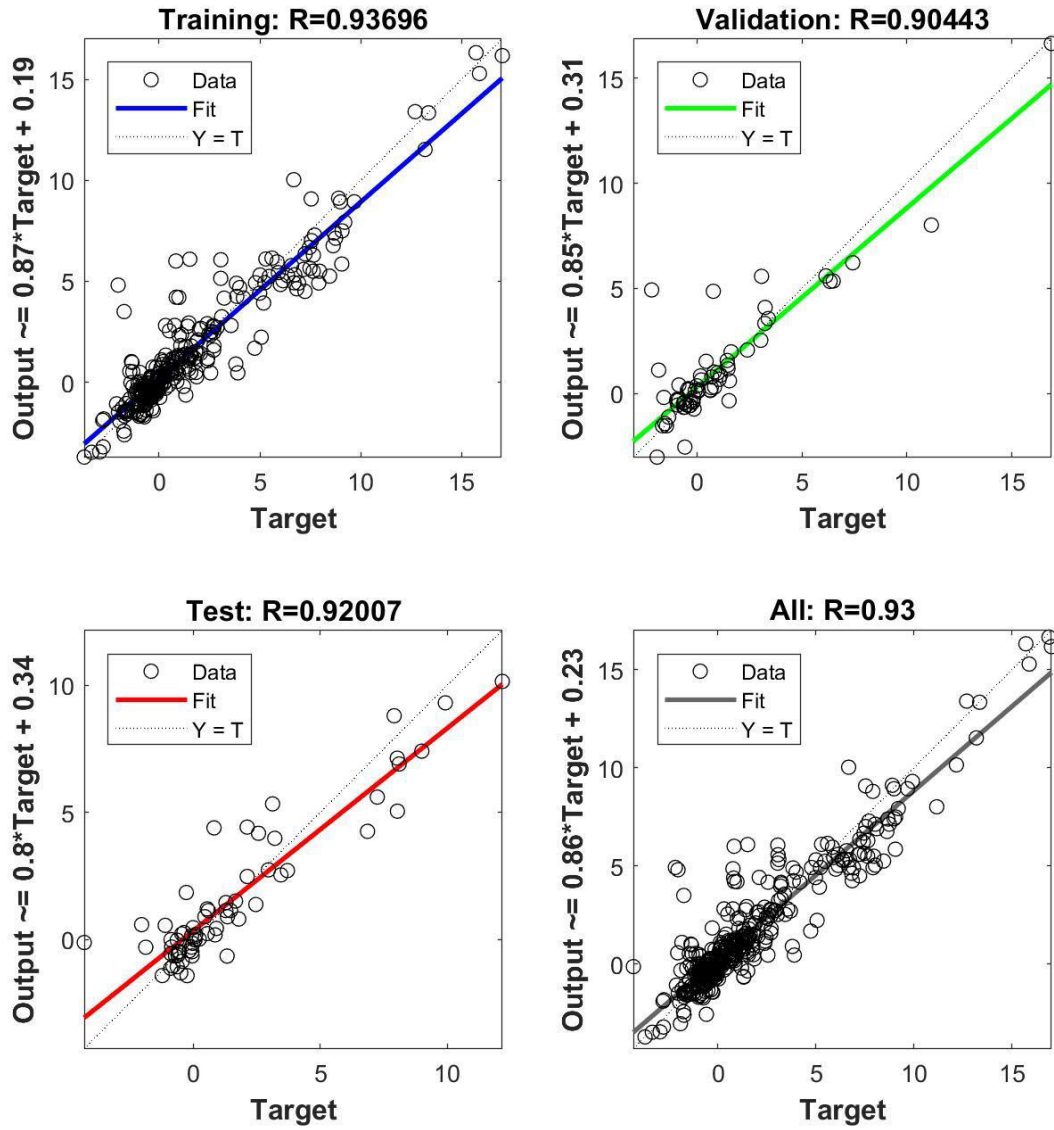 Training: R=0.93696
Output ~= 0.87*Target + 0.19
Data
Fit
Y = T
15
10
5
0
0 5 10 15
Target
Validation: R=0.90443
Output ~= 0.85*Target + 0.31
Data
Fit
Y = T
15
10
5
0
0 5 10 15
Target
Test: R=0.92007
Output ~= 0.8*Target + 0.34
Data
Fit
Y = T
10
5
0
0 5 10
Target
All: R=0.93
Output ~= 0.86*Target + 0.23
Data
Fit
Y = T
15
10
5
0
0 5 10 15
Target